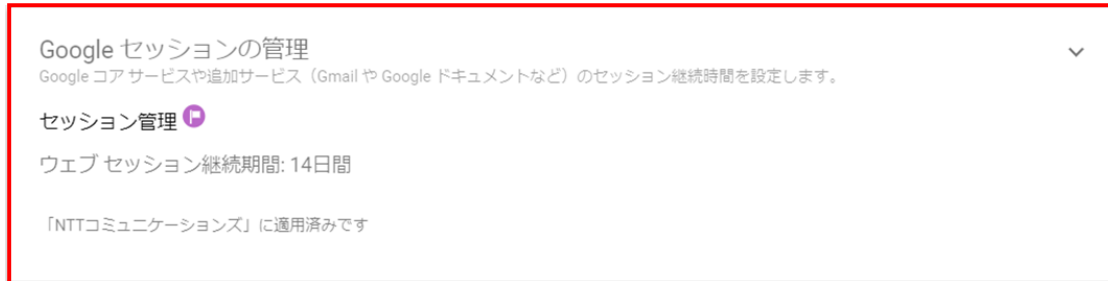 Google セッションの管理
Google コア サービスや追加サービス（Gmail や Google ドキュメントなど）のセッション継続時間を設定します。
セッション管理
ウェブ セッション継続期間: 14日間
「NTTコミュニケーションズ」に適用済みです